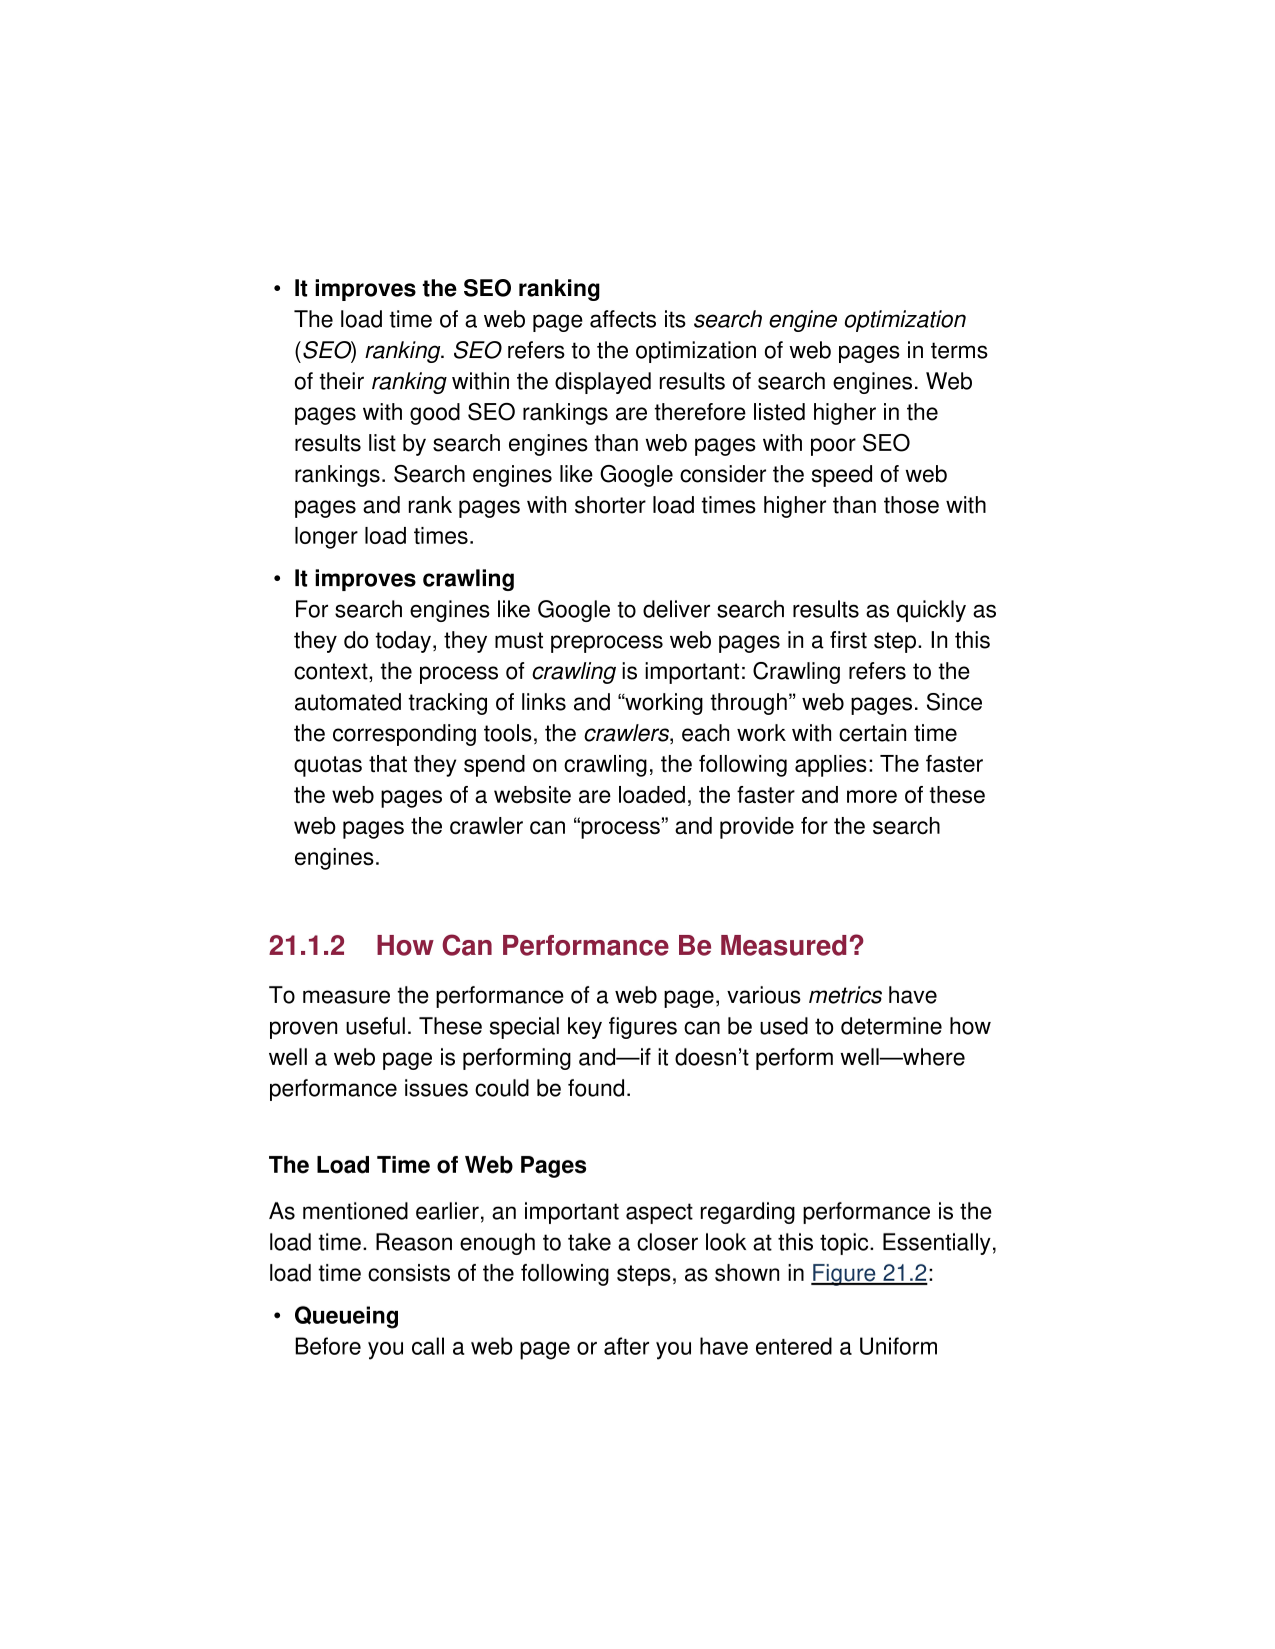 • It improves the SEO ranking
The load time of a web page affects its search engine optimization
(SEO) ranking. SEO refers to the optimization of web pages in terms
of their ranking within the displayed results of search engines. Web
pages with good SEO rankings are therefore listed higher in the
results list by search engines than web pages with poor SEO
rankings. Search engines like Google consider the speed of web
pages and rank pages with shorter load times higher than those with
longer load times.
• It improves crawling
For search engines like Google to deliver search results as quickly as
they do today, they must preprocess web pages in a first step. In this
context, the process of crawling is important: Crawling refers to the
automated tracking of links and “working through” web pages. Since
the corresponding tools, the crawlers, each work with certain time
quotas that they spend on crawling, the following applies: The faster
the web pages of a website are loaded, the faster and more of these
web pages the crawler can “process” and provide for the search
engines.
21.1.2 How Can Performance Be Measured?
To measure the performance of a web page, various metrics have
proven useful. These special key figures can be used to determine how
well a web page is performing and—if it doesn’t perform well—where
performance issues could be found.
The Load Time of Web Pages
As mentioned earlier, an important aspect regarding performance is the
load time. Reason enough to take a closer look at this topic. Essentially,
load time consists of the following steps, as shown in Figure 21.2:
• Queueing
Before you call a web page or after you have entered a Uniform